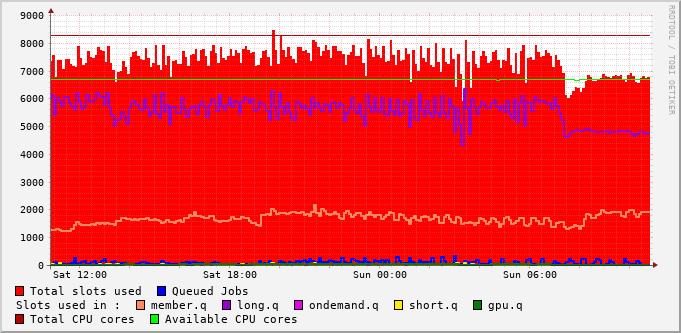 RRDTOOL / TOBI OETIKER
9000
8000
7000
6000
5000
4000
3000
2000
1000
0
Sat 12:00 Sat 18:00 Sun 00:00 Sun 06:00
Total slots used Queued Jobs
Slots used in : member.q long.q ondemand.q short.q gpu.q
Total CPU cores Available CPU cores